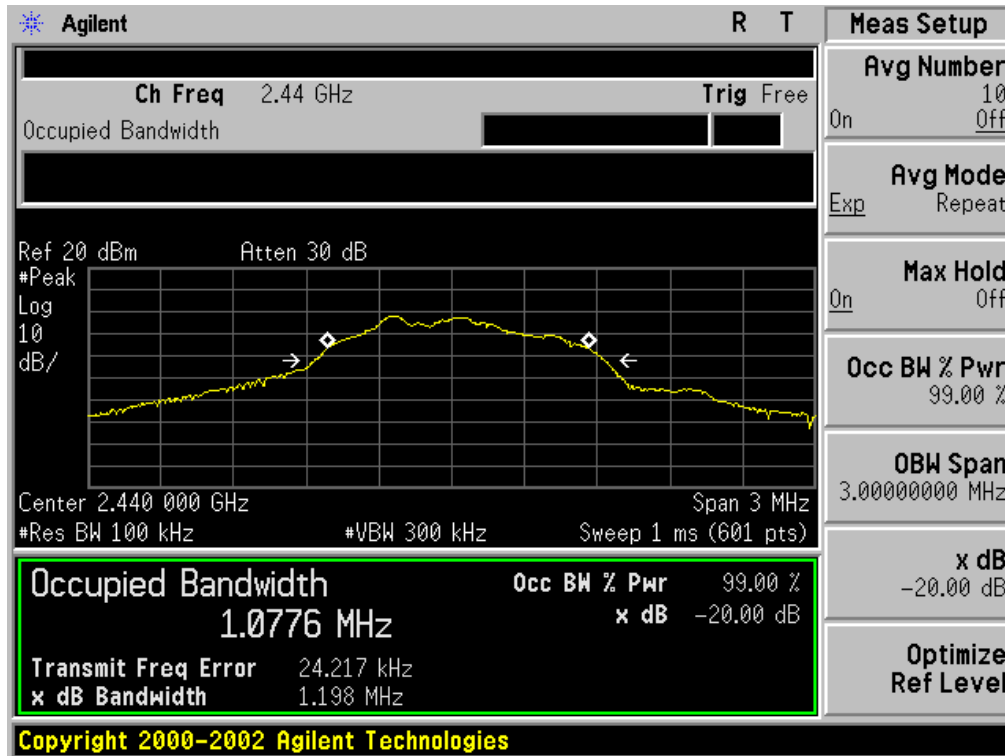 Agilent R T
Meas Setup
Ch Freq 2.44 GHz Trig Free
Occupied Bandwidth
Ref 20 dBm Atten 30 dB
#Peak
Log
10
dB/
Center 2.440 000 GHz Span 3 MHz
#Res BW 100 kHz #VBW 300 kHz Sweep 1 ms (601 pts)
Occupied Bandwidth
1.0776 MHz
Occ BW % Pwr 99.00 %
x dB -20.00 dB
Transmit Freq Error 24.217 kHz
x dB Bandwidth 1.198 MHz
Avg Number
10
On Off
Avg Mode
Exp Repeat
Max Hold
On Off
Occ BW % Pwr
99.00 %
OBW Span
3.00000000 MHz
x dB
-20.00 dB
Optimize
Ref Level
Copyright 2000-2002 Agilent Technologies